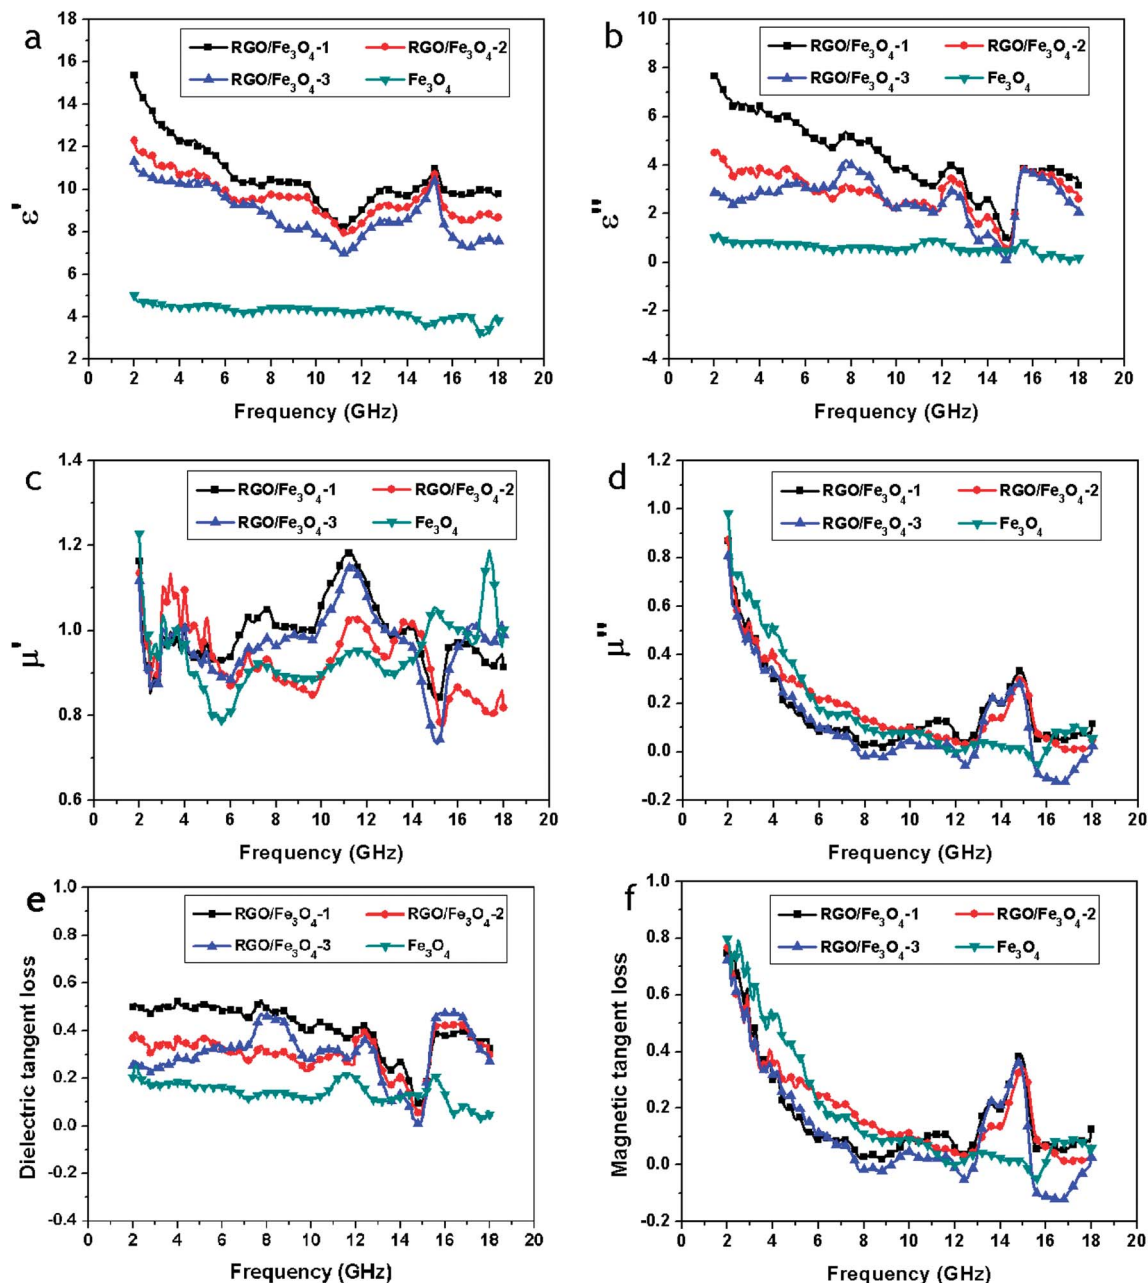 a
RGO/Fe₃O₄-1 RGO/Fe₃O₄-2
RGO/Fe₃O₄-3 Fe₃O₄
ε'
18
16
14
12
10
8
6
4
2
0 2 4 6 8 10 12 14 16 18 20
Frequency (GHz)
b
RGO/Fe₃O₄-1 RGO/Fe₃O₄-2
RGO/Fe₃O₄-3 Fe₃O₄
ε''
10
8
6
4
2
0
-2
-4
0 2 4 6 8 10 12 14 16 18 20
Frequency (GHz)
c
RGO/Fe₃O₄-1 RGO/Fe₃O₄-2
RGO/Fe₃O₄-3 Fe₃O₄
μ'
1.4
1.2
1.0
0.8
0.6
0 2 4 6 8 10 12 14 16 18 20
Frequency (GHz)
d
RGO/Fe₃O₄-1 RGO/Fe₃O₄-2
RGO/Fe₃O₄-3 Fe₃O₄
μ''
1.2
1.0
0.8
0.6
0.4
0.2
0.0
-0.2
0 2 4 6 8 10 12 14 16 18 20
Frequency (GHz)
e
RGO/Fe₃O₄-1 RGO/Fe₃O₄-2
RGO/Fe₃O₄-3 Fe₃O₄
Dielectric tangent loss
1.0
0.8
0.6
0.4
0.2
0.0
-0.2
-0.4
0 2 4 6 8 10 12 14 16 18 20
Frequency (GHz)
f
RGO/Fe₃O₄-1 RGO/Fe₃O₄-2
RGO/Fe₃O₄-3 Fe₃O₄
Magnetic tangent loss
1.0
0.8
0.6
0.4
0.2
0.0
-0.2
0 2 4 6 8 10 12 14 16 18 20
Frequency (GHz)